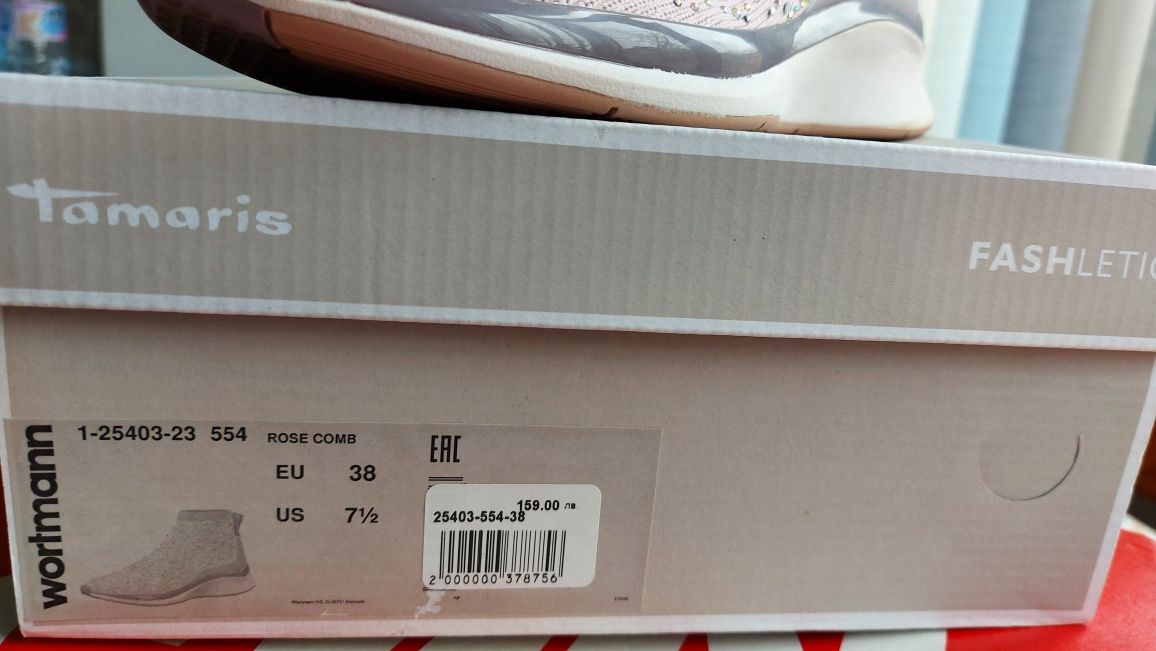 Tamaris
FASHLETIC
wortmann
1-25403-23 554 ROSE COMB
EU 38
US 7½
EAC
159.00 лв.
25403-554-38
2 000000 378756